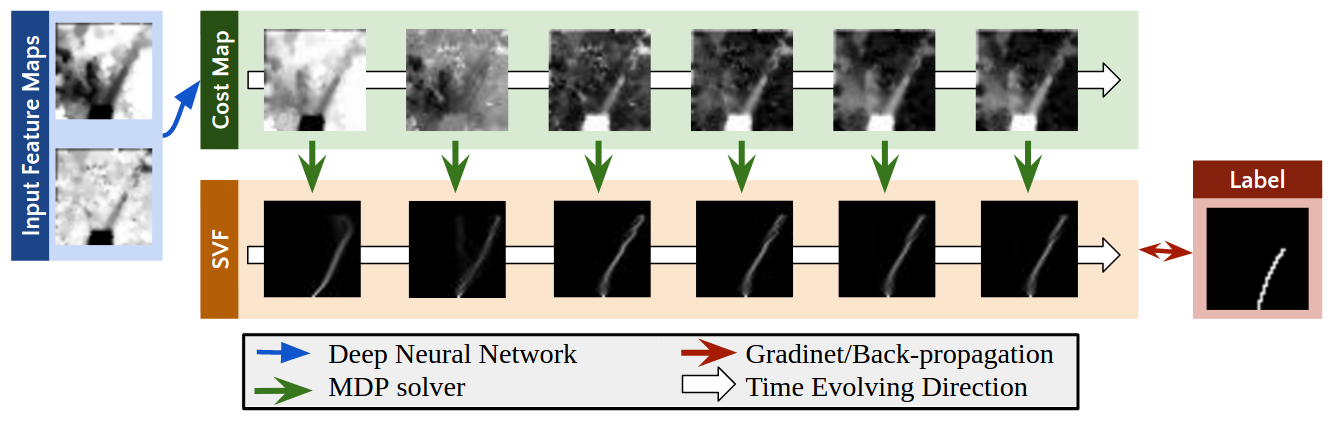 Input Feature Maps
Cost Map
SVF
Label
Deep Neural Network
Gradinet/Back-propagation
MDP solver
Time Evolving Direction